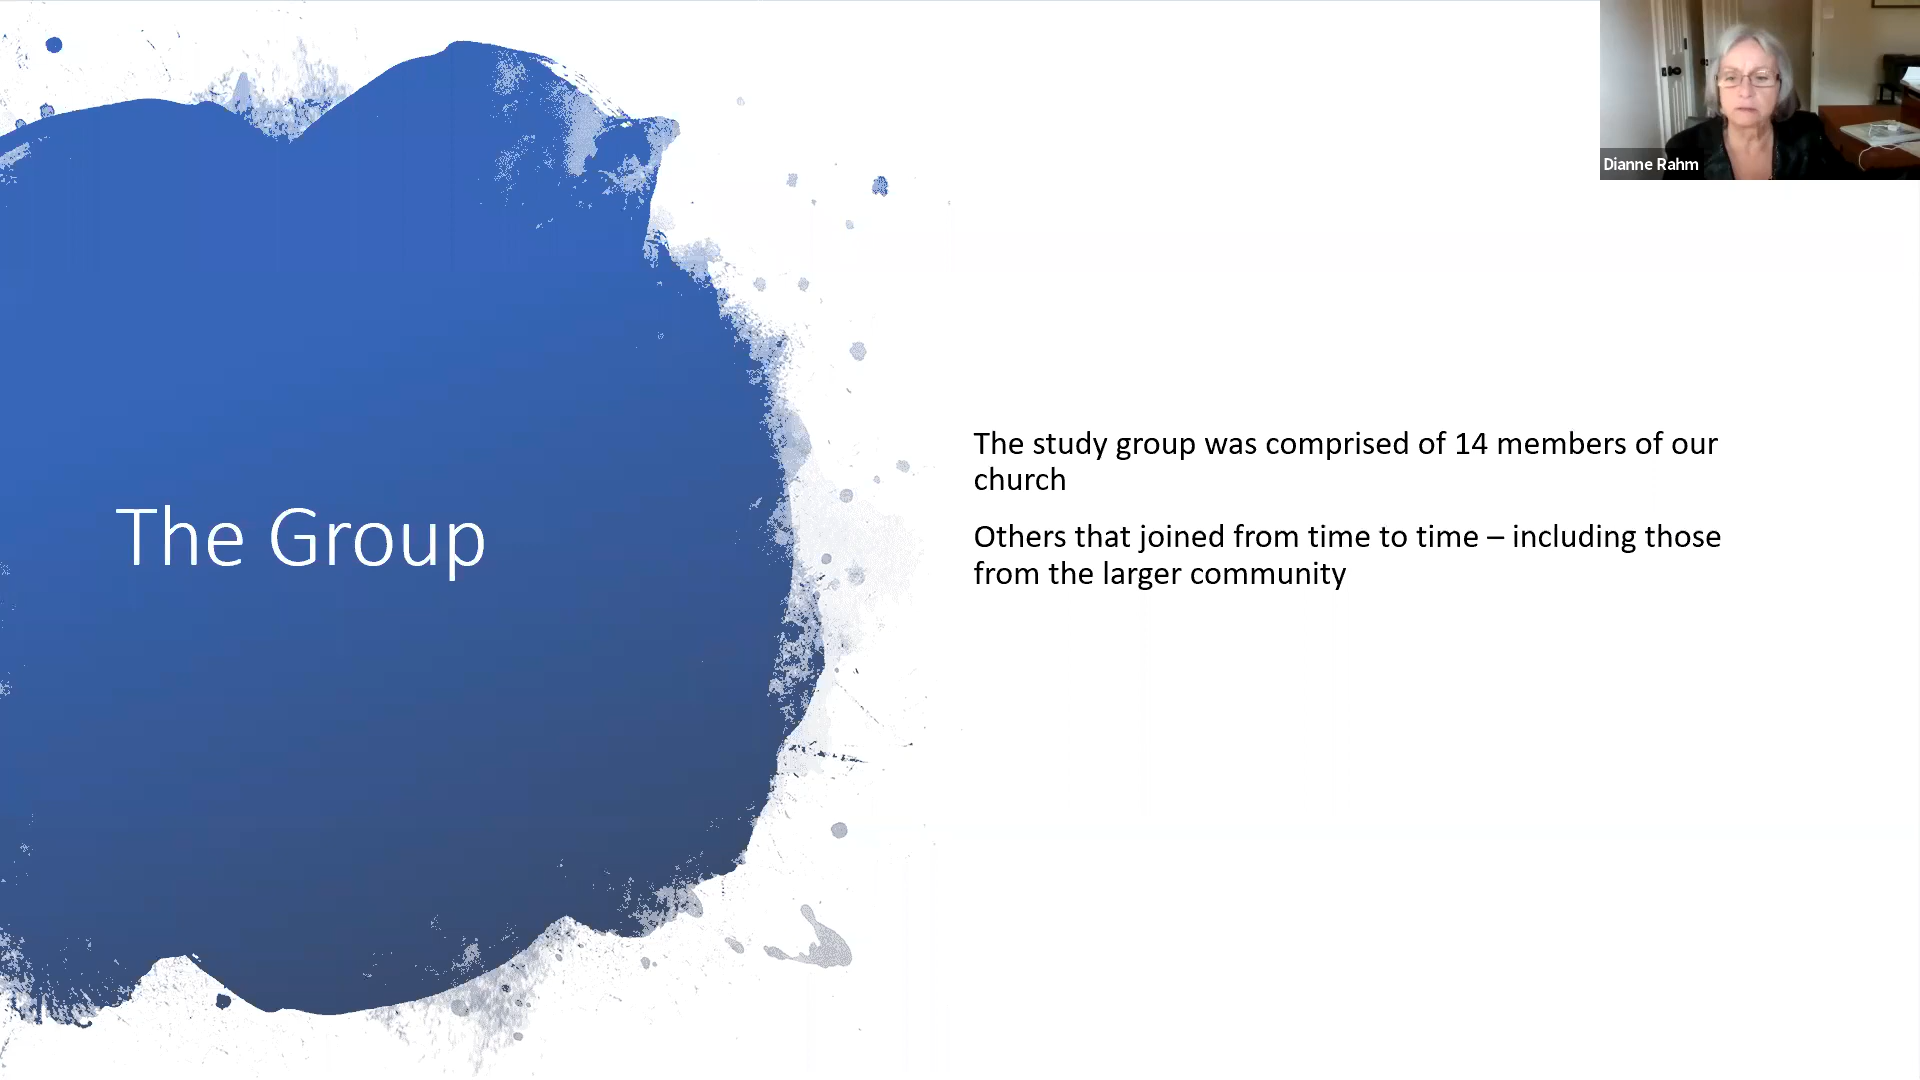 The Group
The study group was comprised of 14 members of our
church
Others that joined from time to time – including those
from the larger community
Dianne Rahm